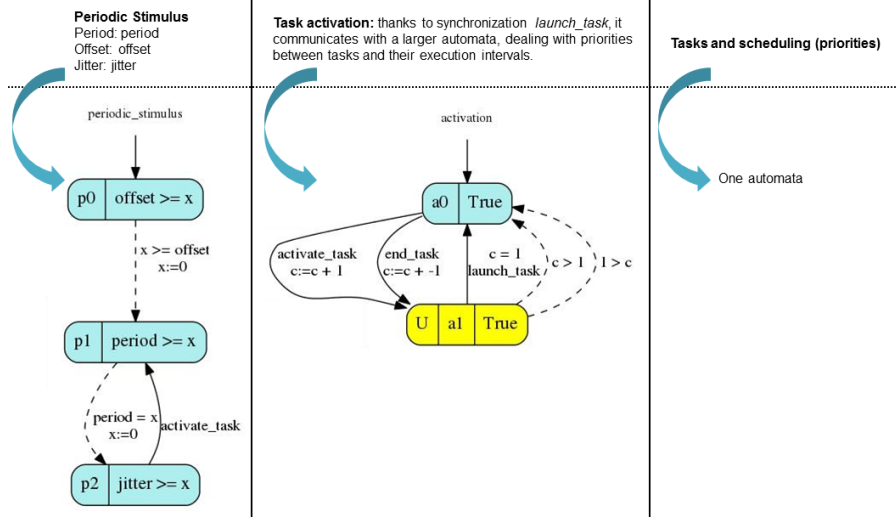 Periodic Stimulus
Period: period
Offset: offset
Jitter: jitter
periodic_stimulus
p0 offset >= x
x >= offset
x:=0
p1 period >= x
period = x
x:=0
activate_task
p2 jitter >= x
Task activation: thanks to synchronization launch_task, it
communicates with a larger automata, dealing with priorities
between tasks and their execution intervals.
activation
a0 True
activate_task
c:=c + 1
end_task
c:=c + -1
c = 1
launch_task
c > 1
1 > c
U a1 True
Tasks and scheduling (priorities)
One automata